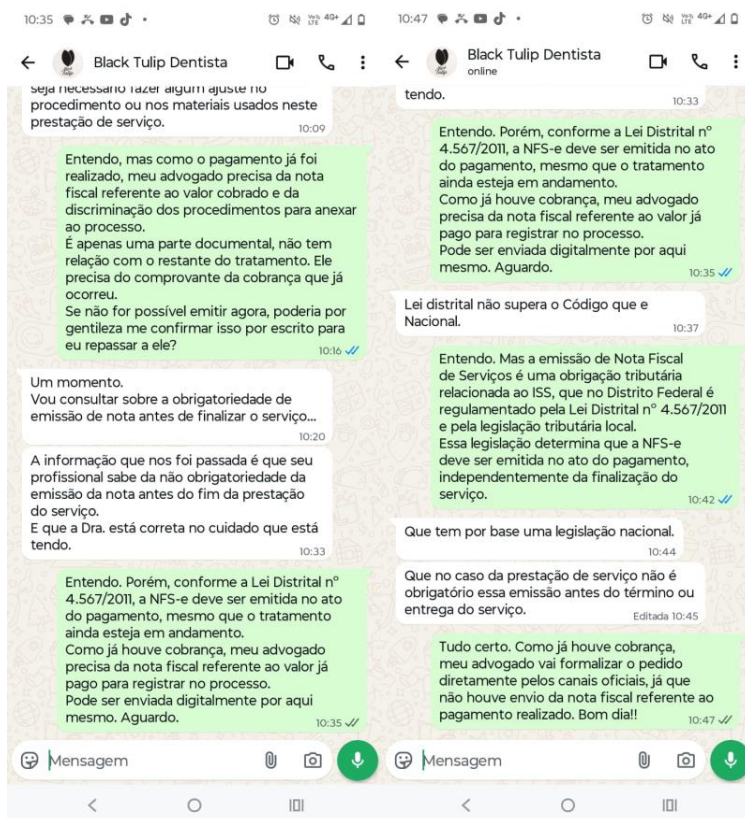 10:35
4G+
Black Tulip Dentista
seja necessário fazer algum ajuste no
procedimento ou nos materiais usados neste
prestação de serviço.
10:09
Entendo, mas como o pagamento já foi
realizado, meu advogado precisa da nota
fiscal referente ao valor cobrado e da
discriminação dos procedimentos para anexar
ao processo.
É apenas uma parte documental, não tem
relação com o restante do tratamento. Ele
precisa do comprovante da cobrança que já
ocorreu.
Se não for possível emitir agora, poderia por
gentileza me confirmar isso por escrito para
eu repassar a ele?
10:16
Um momento.
Vou consultar sobre a obrigatoriedade de
emissão de nota antes de finalizar o serviço...
10:20
A informação que nos foi passada é que seu
profissional sabe da não obrigatoriedade da
emissão da nota antes do fim da prestação
do serviço.
E que a Dra. está correta no cuidado que está
tendo.
10:33
Entendo. Porém, conforme a Lei Distrital nº
4.567/2011, a NFS-e deve ser emitida no ato
do pagamento, mesmo que o tratamento
ainda esteja em andamento.
Como já houve cobrança, meu advogado
precisa da nota fiscal referente ao valor já
pago para registrar no processo.
Pode ser enviada digitalmente por aqui
mesmo. Aguardo.
10:35
Mensagem
10:47
4G+
Black Tulip Dentista
online
tendo.
10:33
Entendo. Porém, conforme a Lei Distrital nº
4.567/2011, a NFS-e deve ser emitida no ato
do pagamento, mesmo que o tratamento
ainda esteja em andamento.
Como já houve cobrança, meu advogado
precisa da nota fiscal referente ao valor já
pago para registrar no processo.
Pode ser enviada digitalmente por aqui
mesmo. Aguardo.
10:35
Lei distrital não supera o Código que e
Nacional.
10:37
Entendo. Mas a emissão de Nota Fiscal
de Serviços é uma obrigação tributária
relacionada ao ISS, que no Distrito Federal é
regulamentado pela Lei Distrital nº 4.567/2011
e pela legislação tributária local.
Essa legislação determina que a NFS-e
deve ser emitida no ato do pagamento,
independentemente da finalização do
serviço.
10:42
Que tem por base uma legislação nacional.
10:44
Que no caso da prestação de serviço não é
obrigatório essa emissão antes do término ou
entrega do serviço.
Editada 10:45
Tudo certo. Como já houve cobrança,
meu advogado vai formalizar o pedido
diretamente pelos canais oficiais, já que
não houve envio da nota fiscal referente ao
pagamento realizado. Bom dia!!
10:47
Mensagem